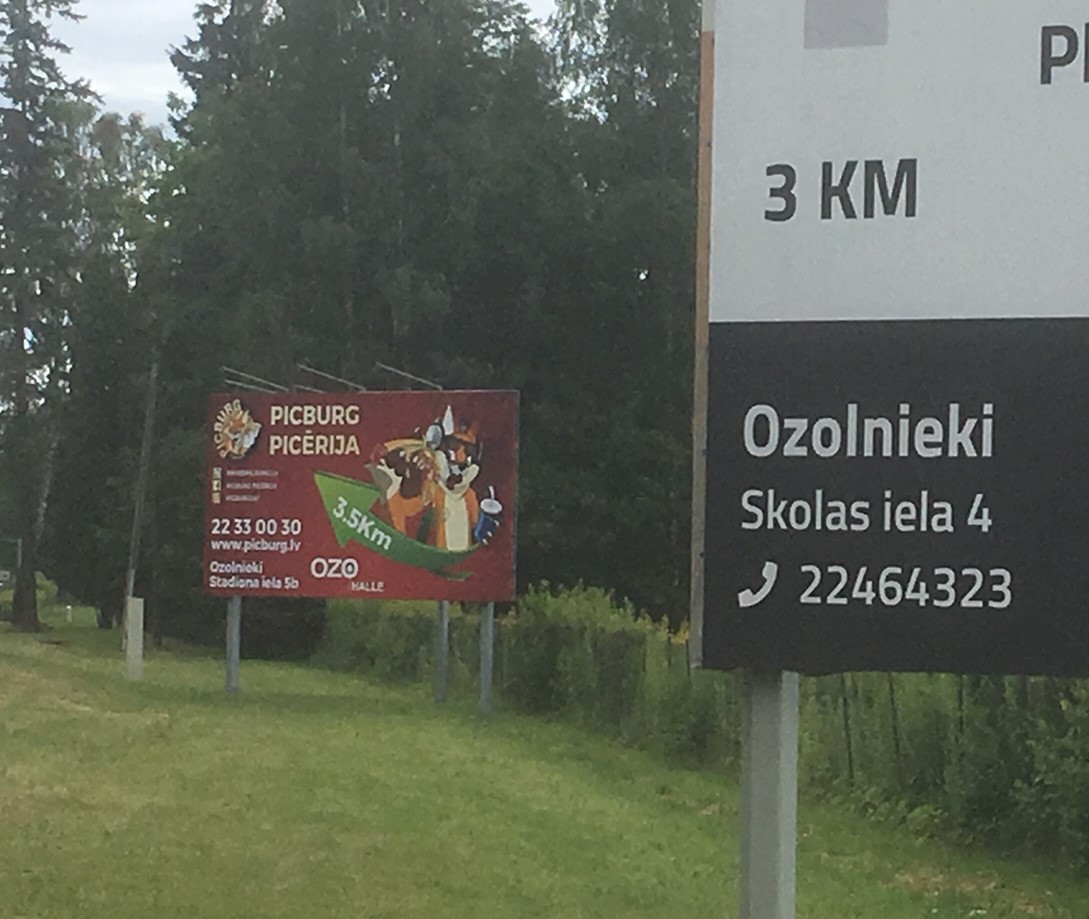 PICBURG
PICBURG
PICĒRIJA
3.5Km
22 33 00 30
www.picburg.lv
Ozolnieki
Stadiona iela 5b
OZO
HALLE
3 KM
Ozolnieki
Skolas iela 4
22464323